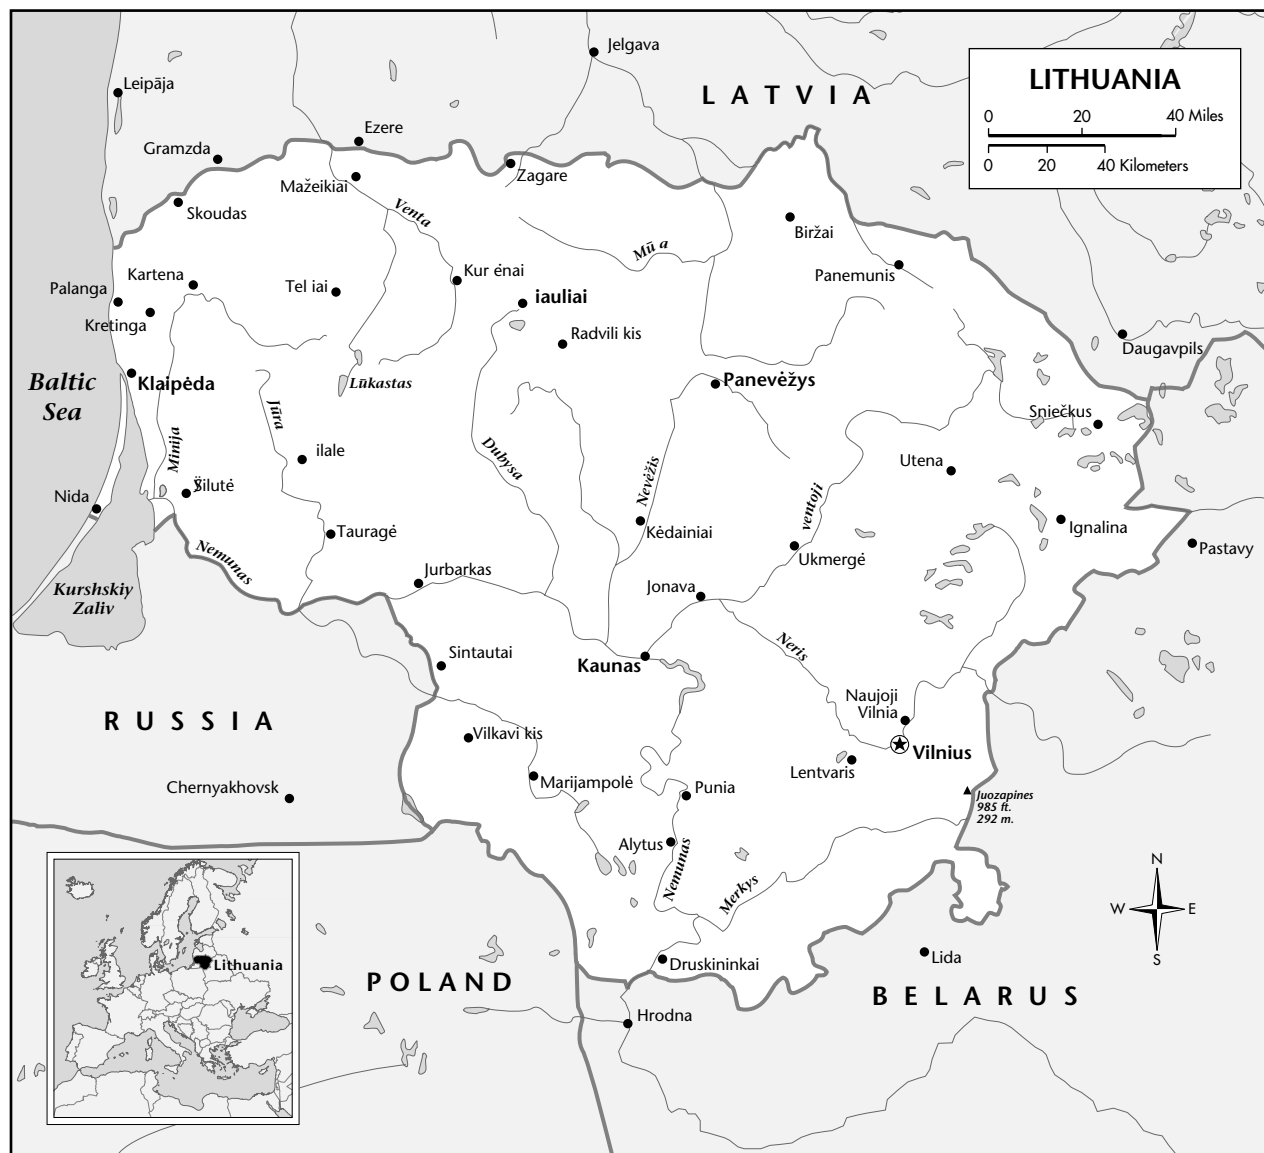 LITHUANIA
0 20 40 Miles
0 20 40 Kilometers
Jelgava
LATVIA
Leipāja
Ezere
Gramzda
Zagare
Mažeikiai
Skoudas
Venta
Biržai
Mū a
Panemunis
Kartena
Kur ėnai
Tel iai
Palanga
iauliai
Kretinga
Radvili kis
Daugavpils
Baltic
Sea
Klaipėda
Lūkastas
Panevėžys
Jūra
Sniečkus
Minija
ilale
Dubysa
Utena
Nevėžis
Šilutė
Nida
ventoji
Ignalina
Tauragė
Kėdainiai
Ukmergė
Pastavy
Nemunas
Jurbarkas
Jonava
Kurshskiy
Zaliv
Neris
Sintautai
Kaunas
Naujoji
Vilnia
RUSSIA
Vilkavi kis
Vilnius
Lentvaris
Marijampolė
Punia
Chernyakhovsk
Juozapines
985 ft.
292 m.
Alytus
Nemunas
Merkys
N
W E
S
Lithuania
Druskininkai
Lida
POLAND
BELARUS
Hrodna